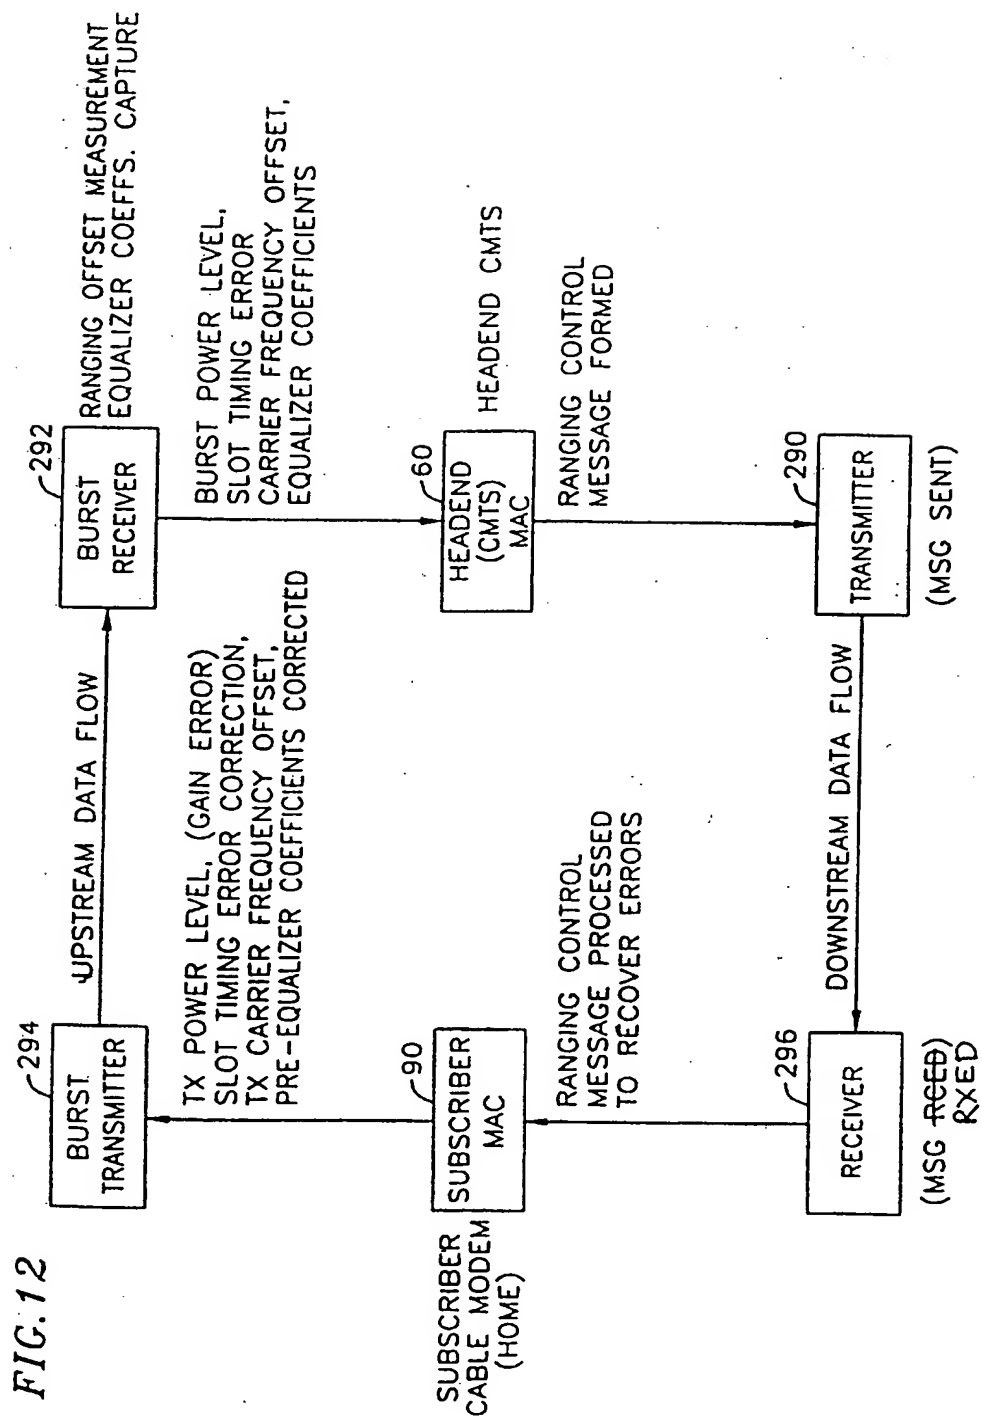 FIG. 12
294
BURST
TRANSMITTER
UPSTREAM DATA FLOW
292
BURST
RECEIVER
RANGING OFFSET MEASUREMENT
EQUALIZER COEFFS. CAPTURE
TX POWER LEVEL, (GAIN ERROR)
SLOT TIMING ERROR CORRECTION,
TX CARRIER FREQUENCY OFFSET,
PRE-EQUALIZER COEFFICIENTS CORRECTED
BURST POWER LEVEL,
SLOT TIMING ERROR
CARRIER FREQUENCY OFFSET,
EQUALIZER COEFFICIENTS
SUBSCRIBER
CABLE MODEM
(HOME)
90
SUBSCRIBER
MAC
60
HEADEND
(CMTS)
MAC
HEADEND CMTS
RANGING CONTROL
MESSAGE PROCESSED
TO RECOVER ERRORS
RANGING CONTROL
MESSAGE FORMED
296
RECEIVER
DOWNSTREAM DATA FLOW
290
TRANSMITTER
(MSG RCED)
RXED
(MSG SENT)